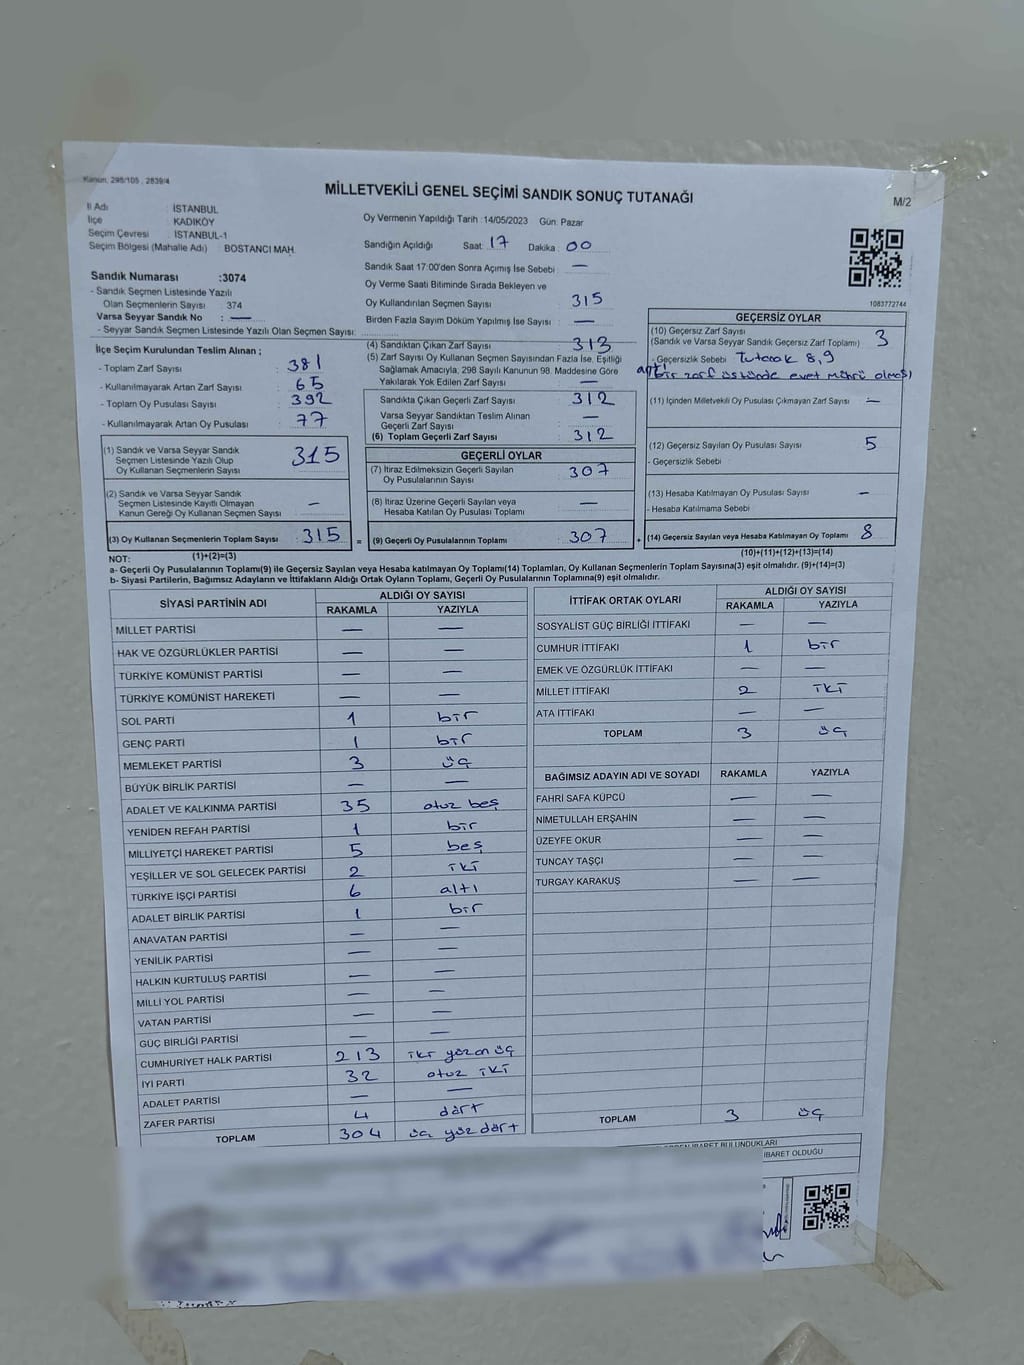 Kanun, 298/105 , 2839/4
MİLLETVEKİLİ GENEL SEÇİMİ SANDIK SONUÇ TUTANAĞI
M/2
İl Adı : İSTANBUL
İlçe : KADIKÖY
Seçim Çevresi : İSTANBUL-1
Seçim Bölgesi (Mahalle Adı) : BOSTANCI MAH.
Oy Vermenin Yapıldığı Tarih :14/05/2023 Gün: Pazar
Sandığın Açıldığı Saat: 17 Dakika 00
Sandık Saat 17:00'den Sonra Açımış İse Sebebi : —
Oy Verme Saati Bitiminde Sırada Bekleyen ve
Oy Kullandırılan Seçmen Sayısı : 315
Birden Fazla Sayım Döküm Yapılmış İse Sayısı : —
Sandık Numarası :3074
- Sandık Seçmen Listesinde Yazılı
Olan Seçmenlerin Sayısı : 374
Varsa Seyyar Sandık No : —
- Seyyar Sandık Seçmen Listesinde Yazılı Olan Seçmen Sayısı:
1083772744
İlçe Seçim Kurulundan Teslim Alınan ;
- Toplam Zarf Sayısı : 381
- Kullanılmayarak Artan Zarf Sayısı : 65
- Toplam Oy Pusulası Sayısı : 392
- Kullanılmayarak Artan Oy Pusulası : 77
(1) Sandık ve Varsa Seyyar Sandık
Seçmen Listesinde Yazılı Olup
Oy Kullanan Seçmenlerin Sayısı : 315
(2) Sandık ve Varsa Seyyar Sandık
Seçmen Listesinde Kayıtlı Olmayan
Kanun Gereği Oy Kullanan Seçmen Sayısı : —
(3) Oy Kullanan Seçmenlerin Toplam Sayısı : 315 =
(1)+(2)=(3)
(4) Sandıktan Çıkan Zarf Sayısı : 313
(5) Zarf Sayısı Oy Kullanan Seçmen Sayısından Fazla İse, Eşitliği
Sağlamak Amacıyla, 298 Sayılı Kanunun 98. Maddesine Göre
Yakılarak Yok Edilen Zarf Sayısı : —
Sandıkta Çıkan Geçerli Zarf Sayısı : 312
Varsa Seyyar Sandıktan Teslim Alınan
Geçerli Zarf Sayısı : —
(6) Toplam Geçerli Zarf Sayısı : 312
GEÇERLİ OYLAR
(7) İtiraz Edilmeksizin Geçerli Sayılan
Oy Pusulalarının Sayısı : 307
(8) İtiraz Üzerine Geçerli Sayılan veya
Hesaba Katılan Oy Pusulası Toplamı : —
(9) Geçerli Oy Pusulalarının Toplamı : 307 +
GEÇERSİZ OYLAR
(10) Geçersiz Zarf Sayısı
(Sandık ve Varsa Seyyar Sandık Geçersiz Zarf Toplamı) : 3
- Geçersizlik Sebebi : Tutanak 8,9
bir zarf üstünde evet mührü olması
(11) İçinden Milletvekili Oy Pusulası Çıkmayan Zarf Sayısı : —
(12) Geçersiz Sayılan Oy Pusulası Sayısı : 5
- Geçersizlik Sebebi :
(13) Hesaba Katılmayan Oy Pusulası Sayısı : —
- Hesaba Katılmama Sebebi
(14) Geçersiz Sayılan veya Hesaba Katılmayan Oy Toplamı : 8
(10)+(11)+(12)+(13)=(14)
NOT:
a- Geçerli Oy Pusulalarının Toplamı(9) ile Geçersiz Sayılan veya Hesaba katılmayan Oy Toplamı(14) Toplamları, Oy Kullanan Seçmenlerin Toplam Sayısına(3) eşit olmalıdır. (9)+(14)=(3)
b- Siyasi Partilerin, Bağımsız Adayların ve İttifakların Aldığı Ortak Oyların Toplamı, Geçerli Oy Pusulalarının Toplamına(9) eşit olmalıdır.
SİYASİ PARTİNİN ADI ALDIĞI OY SAYISI
RAKAMLA YAZIYLA
MİLLET PARTİSİ — —
HAK VE ÖZGÜRLÜKLER PARTİSİ — —
TÜRKİYE KOMÜNİST PARTİSİ — —
TÜRKİYE KOMÜNİST HAREKETİ — —
SOL PARTİ 1 bir
GENÇ PARTİ 1 bir
MEMLEKET PARTİSİ 3 üç
BÜYÜK BİRLİK PARTİSİ — —
ADALET VE KALKINMA PARTİSİ 35 otuz beş
YENİDEN REFAH PARTİSİ 1 bir
MİLLİYETÇİ HAREKET PARTİSİ 5 beş
YEŞİLLER VE SOL GELECEK PARTİSİ 2 iki
TÜRKİYE İŞÇİ PARTİSİ 6 altı
ADALET BİRLİK PARTİSİ 1 bir
ANAVATAN PARTİSİ — —
YENİLİK PARTİSİ — —
HALKIN KURTULUŞ PARTİSİ — —
MİLLİ YOL PARTİSİ — —
VATAN PARTİSİ — —
GÜÇ BİRLİĞİ PARTİSİ — —
CUMHURİYET HALK PARTİSİ 213 iki yüzon üç
İYİ PARTİ 32 otuz iki
ADALET PARTİSİ — —
ZAFER PARTİSİ 4 dört
TOPLAM 304 üç yüz dört
İTTİFAK ORTAK OYLARI ALDIĞI OY SAYISI
RAKAMLA YAZIYLA
SOSYALİST GÜÇ BİRLİĞİ İTTİFAKI — —
CUMHUR İTTİFAKI 1 bir
EMEK VE ÖZGÜRLÜK İTTİFAKI — —
MİLLET İTTİFAKI 2 iki
ATA İTTİFAKI — —
TOPLAM 3 üç
BAĞIMSIZ ADAYIN ADI VE SOYADI RAKAMLA YAZIYLA
FAHRİ SAFA KÜPCÜ — —
NİMETULLAH ERŞAHİN — —
ÜZEYFE OKUR — —
TUNCAY TAŞÇI — —
TURGAY KARAKUŞ — —
TOPLAM 3 üç
İBARET BULUNDUKLARI
İBARET OLDUĞU